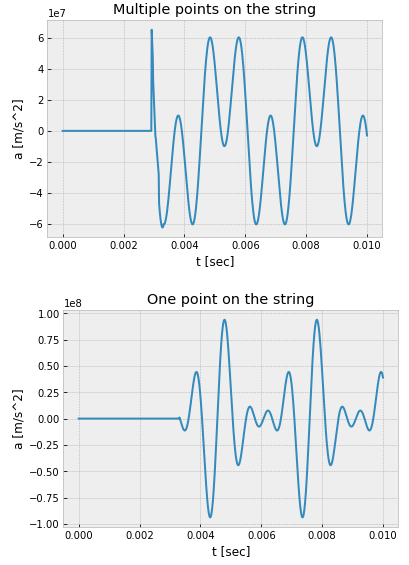 Multiple points on the string
1e7
6
4
2
0
−2
−4
−6
a [m/s^2]
0.000 0.002 0.004 0.006 0.008 0.010
t [sec]
One point on the string
1e8
1.00
0.75
0.50
0.25
0.00
−0.25
−0.50
−0.75
−1.00
a [m/s^2]
0.000 0.002 0.004 0.006 0.008 0.010
t [sec]